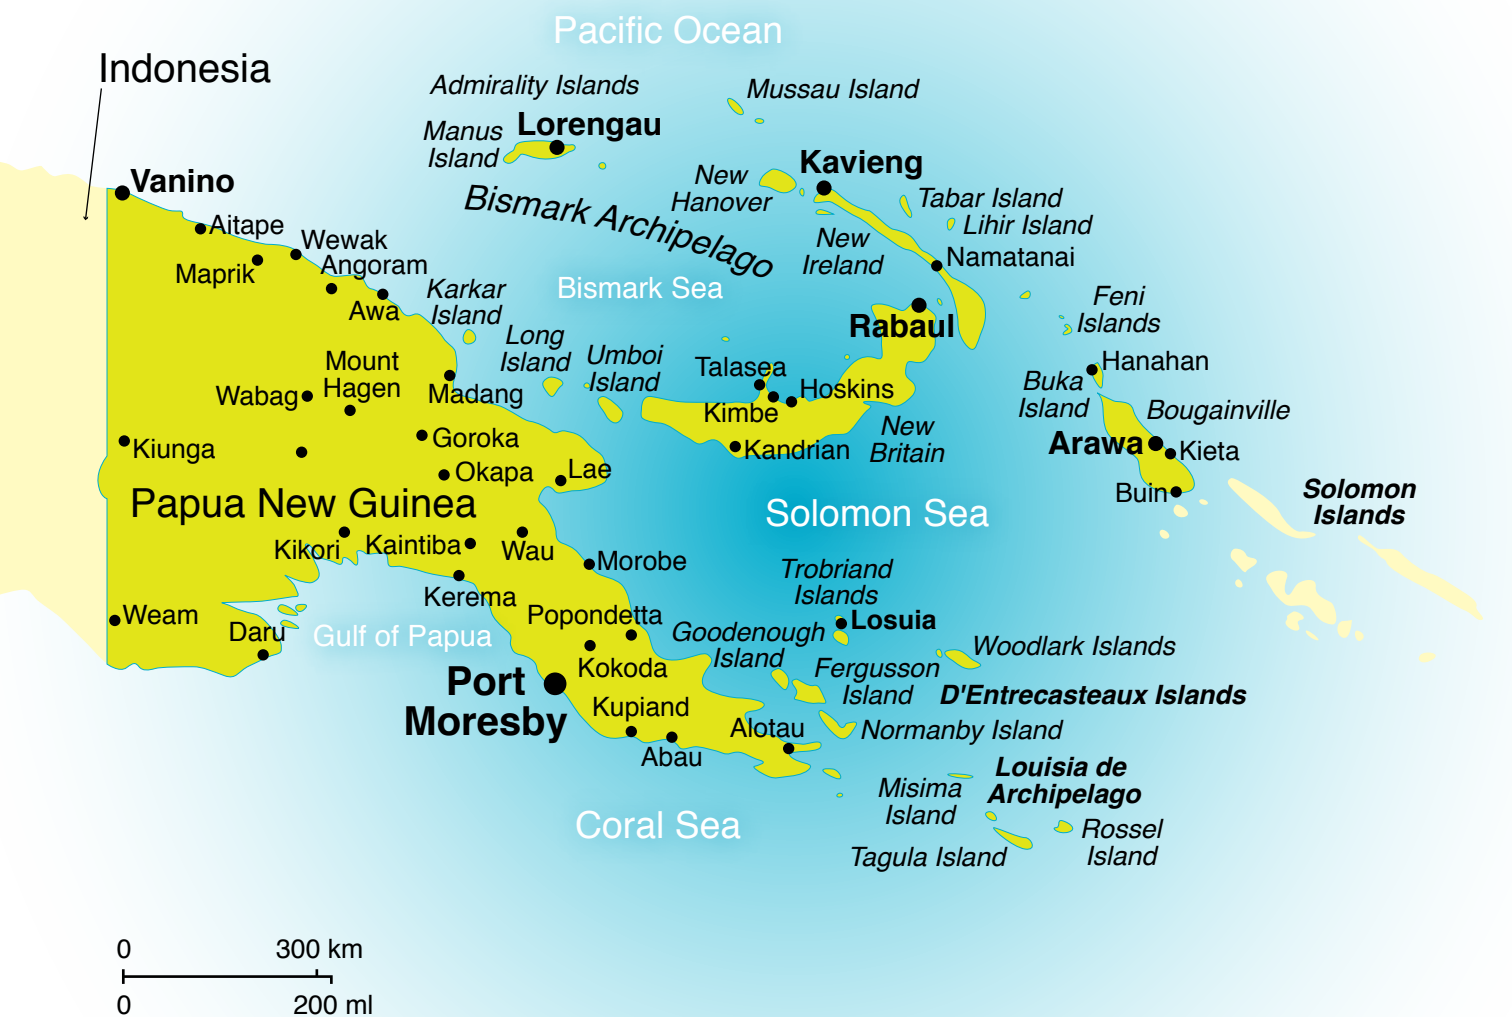 Pacific Ocean
Indonesia
Admirality Islands
Mussau Island
Manus
Island
Lorengau
Kavieng
New
Hanover
Vanino
Bismark Archipelago
Tabar Island
Lihir Island
Aitape
Wewak
New
Ireland
Namatanai
Maprik
Angoram
Karkar
Island
Bismark Sea
Feni
Islands
Awa
Rabaul
Long
Island
Umboi
Island
Mount
Hagen
Talasea
Hanahan
Buka
Island
Wabag
Madang
Hoskins
Kimbe
Bougainville
New
Britain
Goroka
Kiunga
Kandrian
Arawa
Kieta
Okapa
Lae
Buin
Solomon
Islands
Papua New Guinea
Solomon Sea
Kikori
Kaintiba
Wau
Morobe
Trobriand
Islands
Kerema
Weam
Popondetta
Losuia
Daru
Gulf of Papua
Goodenough
Island
Woodlark Islands
Kokoda
Fergusson
Island
D'Entrecasteaux Islands
Port
Moresby
Kupiand
Alotau
Normanby Island
Abau
Louisia de
Archipelago
Misima
Island
Coral Sea
Rossel
Island
Tagula Island
0 300 km
0 200 ml